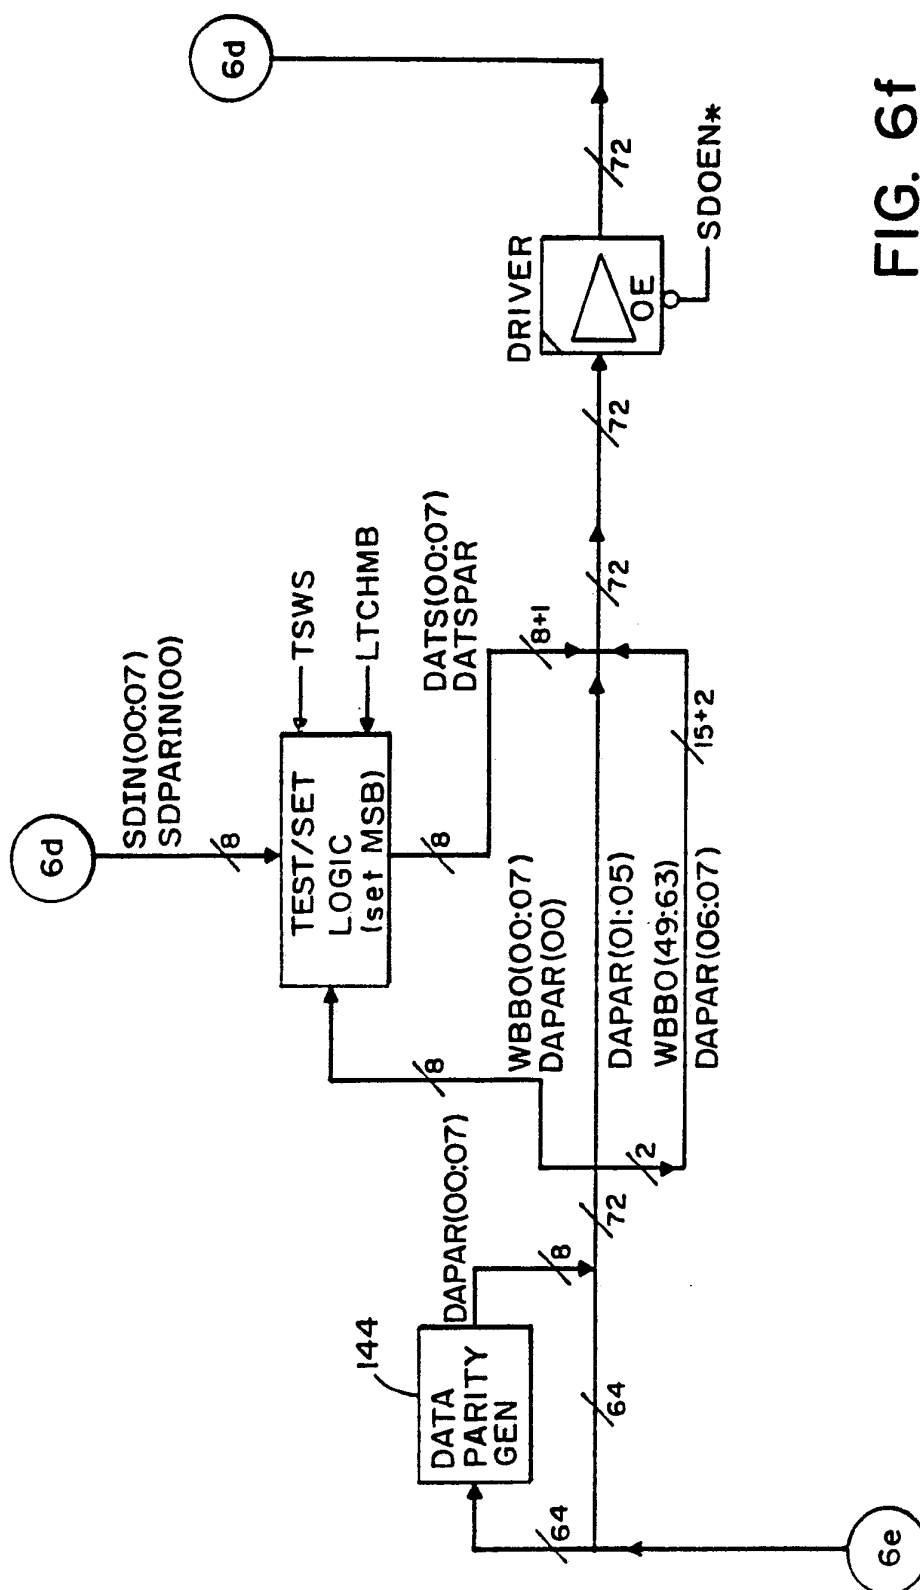 6d
SDIN(00:07)
SDPARIN(00)
8
TSWS
LTCHMB
TEST/SET
LOGIC
(set MSB)
8
8
DATS(00:07)
DATSPAR
8+1
WBBO(00:07)
DAPAR(00)
DAPAR(01:05)
WBBO(49:63)
DAPAR(06:07)
15+2
2
144
DATA
PARITY
GEN
DAPAR(00:07)
8
64
64
72
72
72
DRIVER
OE
SDOEN*
72
6d
6e
FIG. 6f